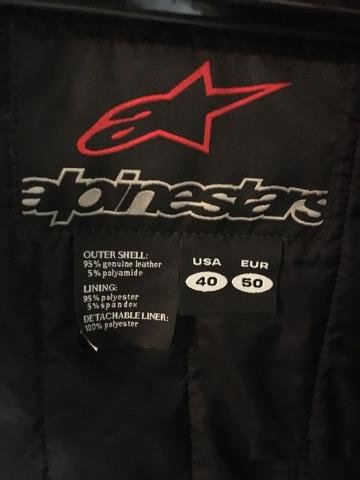 alpinestars
OUTER SHELL:
95% genuine leather
5% polyamide
LINING:
95% polyester
5% spandex
DETACHABLE LINER:
100% polyester
USA EUR
40 50